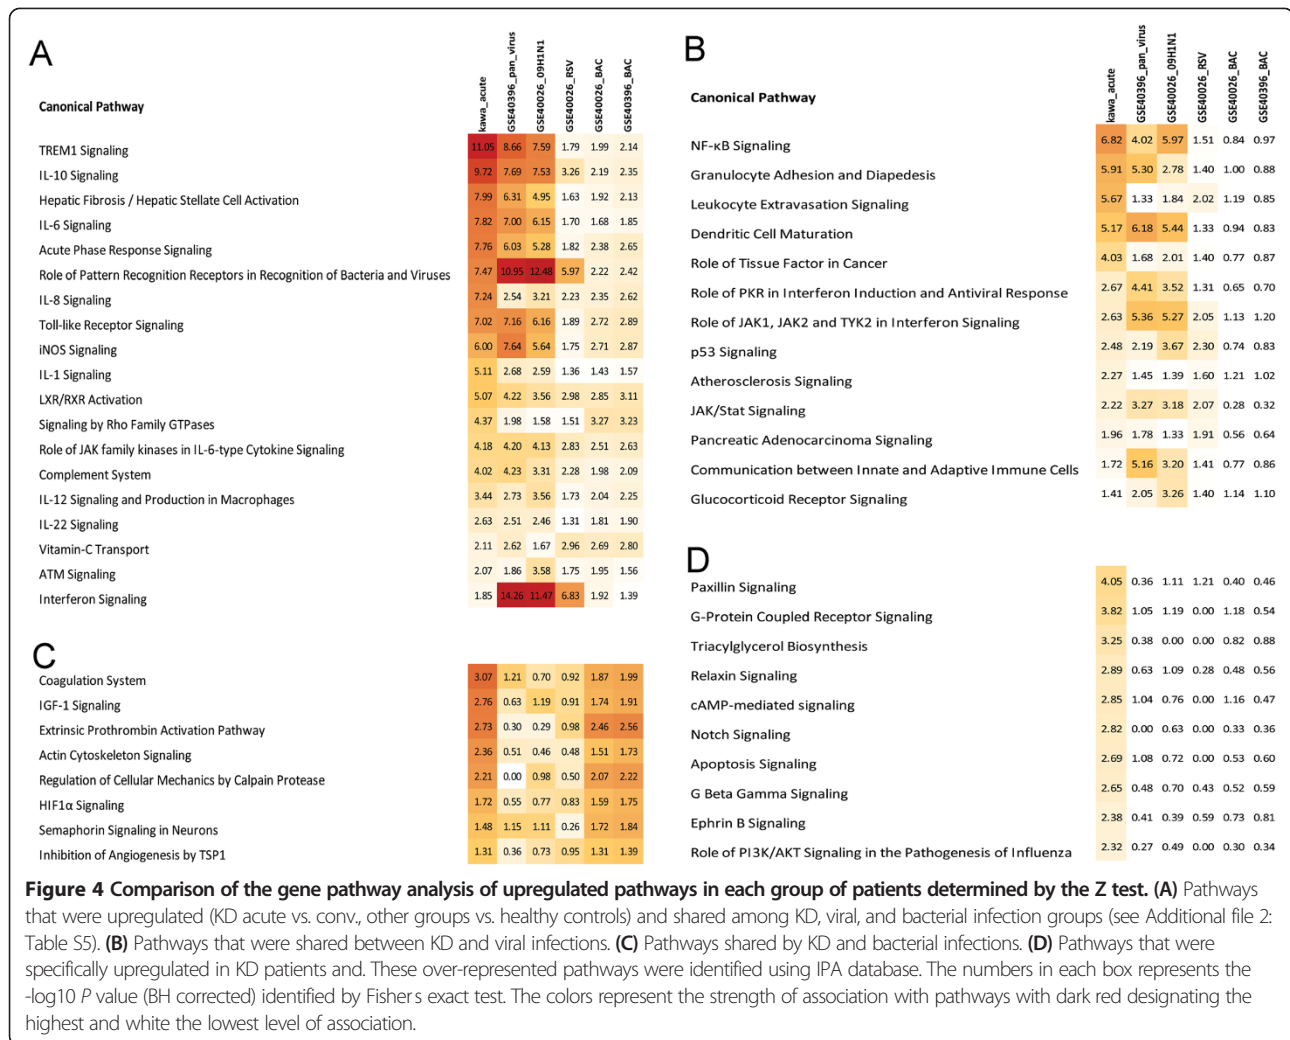 A
Canonical Pathway
kawa_acute
GSE40396_pan_virus
GSE40026_09H1N1
GSE40026_RSV
GSE40026_BAC
GSE40396_BAC
TREM1 Signaling 11.05 8.66 7.59 1.79 1.99 2.14
IL-10 Signaling 9.72 7.69 7.53 3.26 2.19 2.35
Hepatic Fibrosis / Hepatic Stellate Cell Activation 7.99 6.31 4.95 1.63 1.92 2.13
IL-6 Signaling 7.82 7.00 6.15 1.70 1.68 1.85
Acute Phase Response Signaling 7.76 6.03 5.28 1.82 2.38 2.65
Role of Pattern Recognition Receptors in Recognition of Bacteria and Viruses 7.47 10.95 12.48 5.97 2.22 2.42
IL-8 Signaling 7.24 2.54 3.21 2.23 2.35 2.62
Toll-like Receptor Signaling 7.02 7.16 6.16 1.89 2.72 2.89
iNOS Signaling 6.00 7.64 5.64 1.75 2.71 2.87
IL-1 Signaling 5.11 2.68 2.59 1.36 1.43 1.57
LXR/RXR Activation 5.07 4.22 3.56 2.98 2.85 3.11
Signaling by Rho Family GTPases 4.37 1.98 1.58 1.51 3.27 3.23
Role of JAK family kinases in IL-6-type Cytokine Signaling 4.18 4.20 4.13 2.83 2.51 2.63
Complement System 4.02 4.23 3.31 2.28 1.98 2.09
IL-12 Signaling and Production in Macrophages 3.44 2.73 3.56 1.73 2.04 2.25
IL-22 Signaling 2.63 2.51 2.46 1.31 1.81 1.90
Vitamin-C Transport 2.11 2.62 1.67 2.96 2.69 2.80
ATM Signaling 2.07 1.86 3.58 1.75 1.95 1.56
Interferon Signaling 1.85 14.26 11.47 6.83 1.92 1.39
B
Canonical Pathway
kawa_acute
GSE40396_pan_virus
GSE40026_09H1N1
GSE40026_RSV
GSE40026_BAC
GSE40396_BAC
NF-κB Signaling 6.82 4.02 5.97 1.51 0.84 0.97
Granulocyte Adhesion and Diapedesis 5.91 5.30 2.78 1.40 1.00 0.88
Leukocyte Extravasation Signaling 5.67 1.33 1.84 2.02 1.19 0.85
Dendritic Cell Maturation 5.17 6.18 5.44 1.33 0.94 0.83
Role of Tissue Factor in Cancer 4.03 1.68 2.01 1.40 0.77 0.87
Role of PKR in Interferon Induction and Antiviral Response 2.67 4.41 3.52 1.31 0.65 0.70
Role of JAK1, JAK2 and TYK2 in Interferon Signaling 2.63 5.36 5.27 2.05 1.13 1.20
p53 Signaling 2.48 2.19 3.67 2.30 0.74 0.83
Atherosclerosis Signaling 2.27 1.45 1.39 1.60 1.21 1.02
JAK/Stat Signaling 2.22 3.27 3.18 2.07 0.28 0.32
Pancreatic Adenocarcinoma Signaling 1.96 1.78 1.33 1.91 0.56 0.64
Communication between Innate and Adaptive Immune Cells 1.72 5.16 3.20 1.41 0.77 0.86
Glucocorticoid Receptor Signaling 1.41 2.05 3.26 1.40 1.14 1.10
C
Coagulation System 3.07 1.21 0.70 0.92 1.87 1.99
IGF-1 Signaling 2.76 0.63 1.19 0.91 1.74 1.91
Extrinsic Prothrombin Activation Pathway 2.73 0.30 0.29 0.98 2.46 2.56
Actin Cytoskeleton Signaling 2.36 0.51 0.46 0.48 1.51 1.73
Regulation of Cellular Mechanics by Calpain Protease 2.21 0.00 0.98 0.50 2.07 2.22
HIF1α Signaling 1.72 0.55 0.77 0.83 1.59 1.75
Semaphorin Signaling in Neurons 1.48 1.15 1.11 0.26 1.72 1.84
Inhibition of Angiogenesis by TSP1 1.31 0.36 0.73 0.95 1.31 1.39
D
Paxillin Signaling 4.05 0.36 1.11 1.21 0.40 0.46
G-Protein Coupled Receptor Signaling 3.82 1.05 1.19 0.00 1.18 0.54
Triacylglycerol Biosynthesis 3.25 0.38 0.00 0.00 0.82 0.88
Relaxin Signaling 2.89 0.63 1.09 0.28 0.48 0.56
cAMP-mediated signaling 2.85 1.04 0.76 0.00 1.16 0.47
Notch Signaling 2.82 0.00 0.63 0.00 0.33 0.36
Apoptosis Signaling 2.69 1.08 0.72 0.00 0.53 0.60
G Beta Gamma Signaling 2.65 0.48 0.70 0.43 0.52 0.59
Ephrin B Signaling 2.38 0.41 0.39 0.59 0.73 0.81
Role of PI3K/AKT Signaling in the Pathogenesis of Influenza 2.32 0.27 0.49 0.00 0.30 0.34
Figure 4 Comparison of the gene pathway analysis of upregulated pathways in each group of patients determined by the Z test. (A) Pathways
that were upregulated (KD acute vs. conv., other groups vs. healthy controls) and shared among KD, viral, and bacterial infection groups (see Additional file 2:
Table S5). (B) Pathways that were shared between KD and viral infections. (C) Pathways shared by KD and bacterial infections. (D) Pathways that were
specifically upregulated in KD patients and. These over-represented pathways were identified using IPA database. The numbers in each box represents the
-log10 P value (BH corrected) identified by Fisher s exact test. The colors represent the strength of association with pathways with dark red designating the
highest and white the lowest level of association.